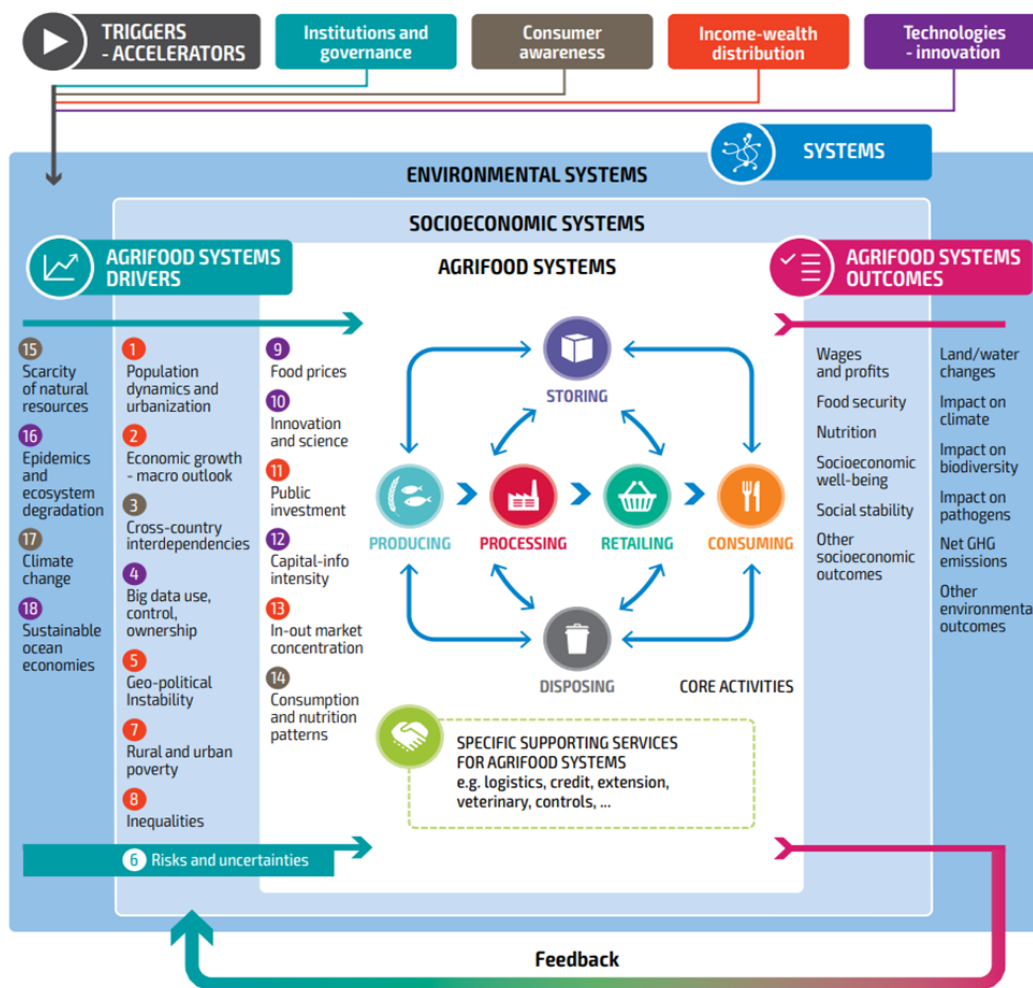 TRIGGERS
- ACCELERATORS
Institutions and
governance
Consumer
awareness
Income-wealth
distribution
Technologies
- innovation
SYSTEMS
ENVIRONMENTAL SYSTEMS
SOCIOECONOMIC SYSTEMS
AGRIFOOD SYSTEMS
AGRIFOOD SYSTEMS
DRIVERS
AGRIFOOD SYSTEMS
OUTCOMES
15
Scarcity
of natural
resources
16
Epidemics
and
ecosystem
degradation
17
Climate
change
18
Sustainable
ocean
economies
1
Population
dynamics and
urbanization
2
Economic growth
- macro outlook
3
Cross-country
interdependencies
4
Big data use,
control,
ownership
5
Geo-political
Instability
7
Rural and urban
poverty
8
Inequalities
6 Risks and uncertainties
9
Food prices
10
Innovation
and science
11
Public
investment
12
Capital-info
intensity
13
In-out market
concentration
14
Consumption
and nutrition
patterns
STORING
PRODUCING
PROCESSING
RETAILING
CONSUMING
DISPOSING
CORE ACTIVITIES
SPECIFIC SUPPORTING SERVICES
FOR AGRIFOOD SYSTEMS
e.g. logistics, credit, extension,
veterinary, controls, ...
Wages
and profits
Food security
Nutrition
Socioeconomic
well-being
Social stability
Other
socioeconomic
outcomes
Land/water
changes
Impact on
climate
Impact on
biodiversity
Impact on
pathogens
Net GHG
emissions
Other
environmental
outcomes
Feedback